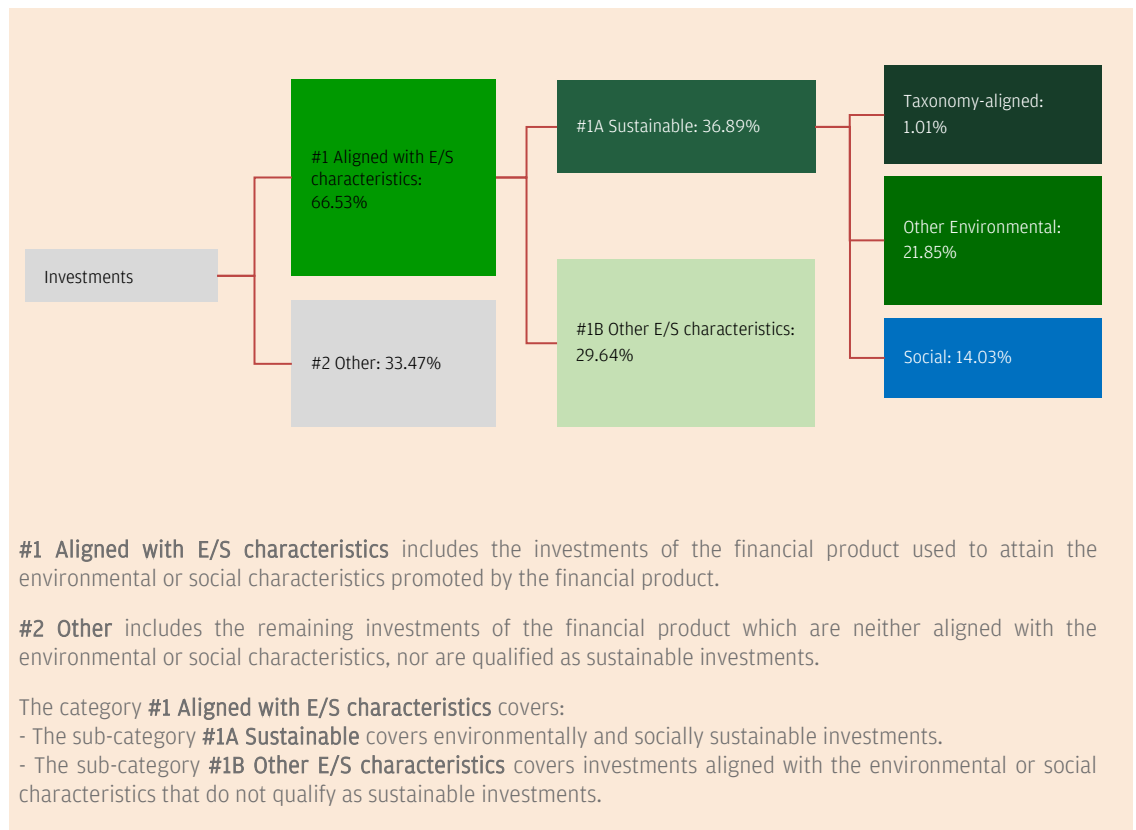 Investments
#1 Aligned with E/S
characteristics:
66.53%
#2 Other: 33.47%
#1A Sustainable: 36.89%
#1B Other E/S characteristics:
29.64%
Taxonomy-aligned:
1.01%
Other Environmental:
21.85%
Social: 14.03%
#1 Aligned with E/S characteristics includes the investments of the financial product used to attain the
environmental or social characteristics promoted by the financial product.
#2 Other includes the remaining investments of the financial product which are neither aligned with the
environmental or social characteristics, nor are qualified as sustainable investments.
The category #1 Aligned with E/S characteristics covers:
- The sub-category #1A Sustainable covers environmentally and socially sustainable investments.
- The sub-category #1B Other E/S characteristics covers investments aligned with the environmental or social
characteristics that do not qualify as sustainable investments.